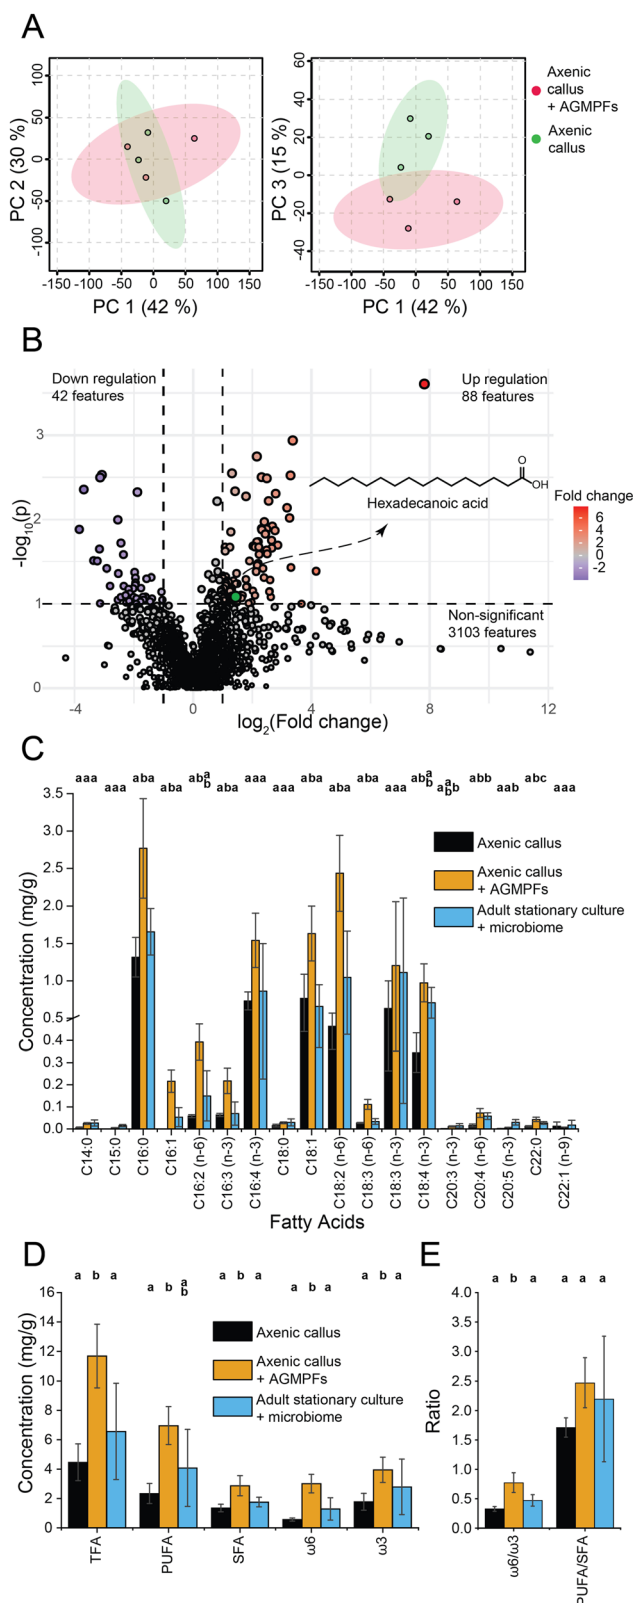 A
100
50
0
-50
-100
PC 2 (30 %)
-150
-100
-50
0
50
100
150
PC 1 (42 %)
60
40
20
0
-20
-40
PC 3 (15 %)
-150
-100
-50
0
50
100
150
PC 1 (42 %)
Axenic
callus
+ AGMPFs
Axenic
callus
B
Down regulation
42 features
Up regulation
88 features
O
OH
Hexadecanoic acid
Fold change
6
4
2
0
-2
Non-significant
3103 features
3
2
1
0
-log10(p)
-4
0
4
8
12
log2(Fold change)
C
aaa
aaa
aba
aba
abab
aba
aaa
aaa
aba
aba
aba
aaa
abab
abab
abb
aab
abc
aaa
3.5
3.0
2.5
2.0
1.5
1.0
0.5
0.4
0.3
0.2
0.1
0.0
Concentration (mg/g)
Axenic callus
Axenic callus
+ AGMPFs
Adult stationary culture
+ microbiome
C14:0
C15:0
C16:0
C16:1
C16:2 (n-6)
C16:3 (n-3)
C16:4 (n-3)
C18:0
C18:1
C18:2 (n-6)
C18:3 (n-6)
C18:3 (n-3)
C18:4 (n-3)
C20:3 (n-3)
C20:4 (n-6)
C20:5 (n-3)
C22:0
C22:1 (n-9)
Fatty Acids
D
a b a
a b ab
a b a
a b a
a b a
16
14
12
10
8
6
4
2
0
Concentration (mg/g)
Axenic callus
Axenic callus
+ AGMPFs
Adult stationary culture
+ microbiome
TFA
PUFA
SFA
ω6
ω3
E
a b a
a a a
4.0
3.5
3.0
2.5
2.0
1.5
1.0
0.5
0.0
Ratio
ω6/ω3
PUFA/SFA